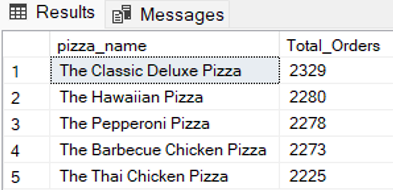 Results Messages
pizza_name Total_Orders
1 The Classic Deluxe Pizza 2329
2 The Hawaiian Pizza 2280
3 The Pepperoni Pizza 2278
4 The Barbecue Chicken Pizza 2273
5 The Thai Chicken Pizza 2225